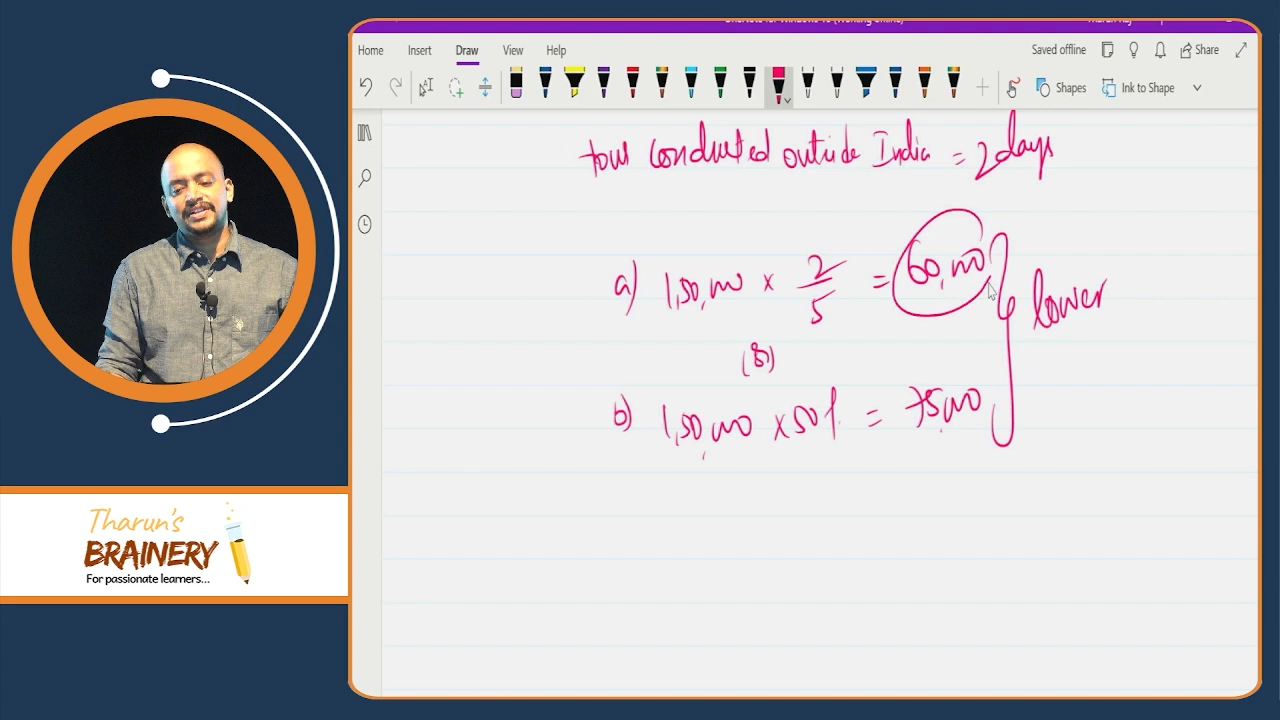 Home Insert Draw View Help Saved offline Share
Shapes Ink to Shape
tour conducted outside India = 2 days
a) 1,50,000 × 2/5 = 60,000
lower
(or)
b) 1,50,000 × 50% = 75,000
Tharun's
BRAINERY
For passionate learners...